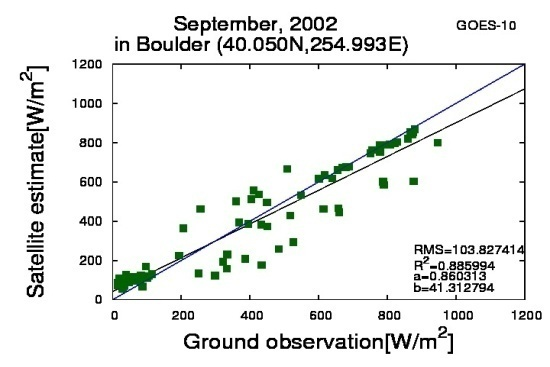 September, 2002
GOES-10
in Boulder (40.050N,254.993E)
Satellite estimate[W/m²]
1200
1000
800
600
400
200
0
RMS=103.827414
R²=0.885994
a=0.860313
b=41.312794
0 200 400 600 800 1000 1200
Ground observation[W/m²]